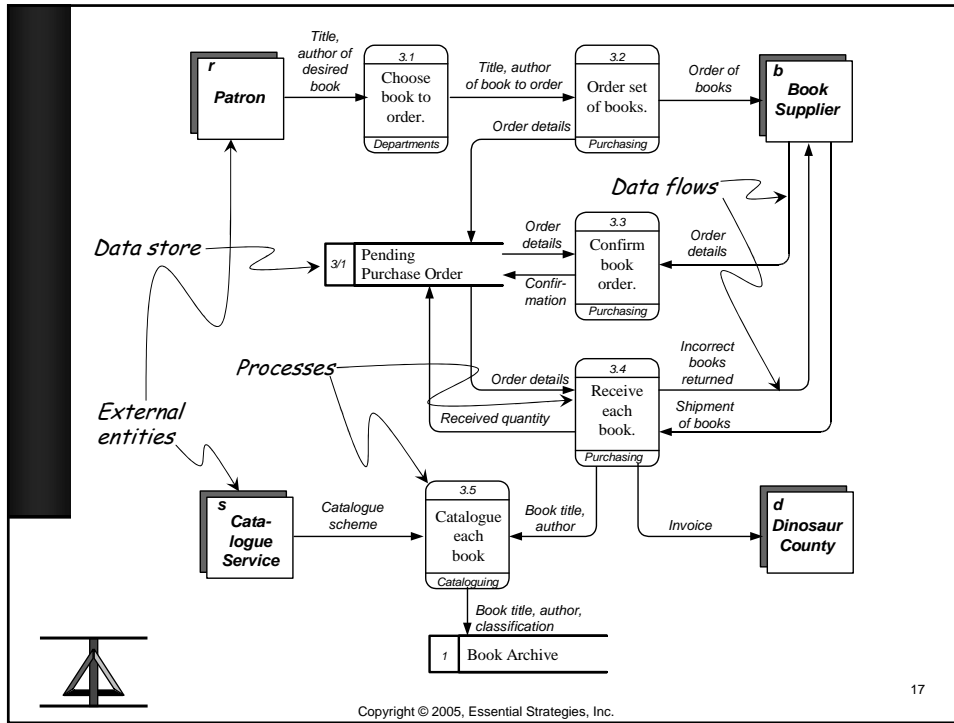 Title,
author of
desired
book
r
Patron
3.1
Choose
book to
order.
Departments
Title, author
of book to order
3.2
Order set
of books.
Purchasing
Order of
books
b
Book
Supplier
Order details
Data flows
Data store
3/1
Pending
Purchase Order
Order
details
Confir-
mation
3.3
Confirm
book
order.
Purchasing
Order
details
Processes
Order details
Received quantity
3.4
Receive
each
book.
Purchasing
Incorrect
books
returned
Shipment
of books
External
entities
s
Cata-
logue
Service
Catalogue
scheme
3.5
Catalogue
each
book
Cataloguing
Book title,
author
Invoice
d
Dinosaur
County
Book title, author,
classification
1
Book Archive
17
Copyright © 2005, Essential Strategies, Inc.